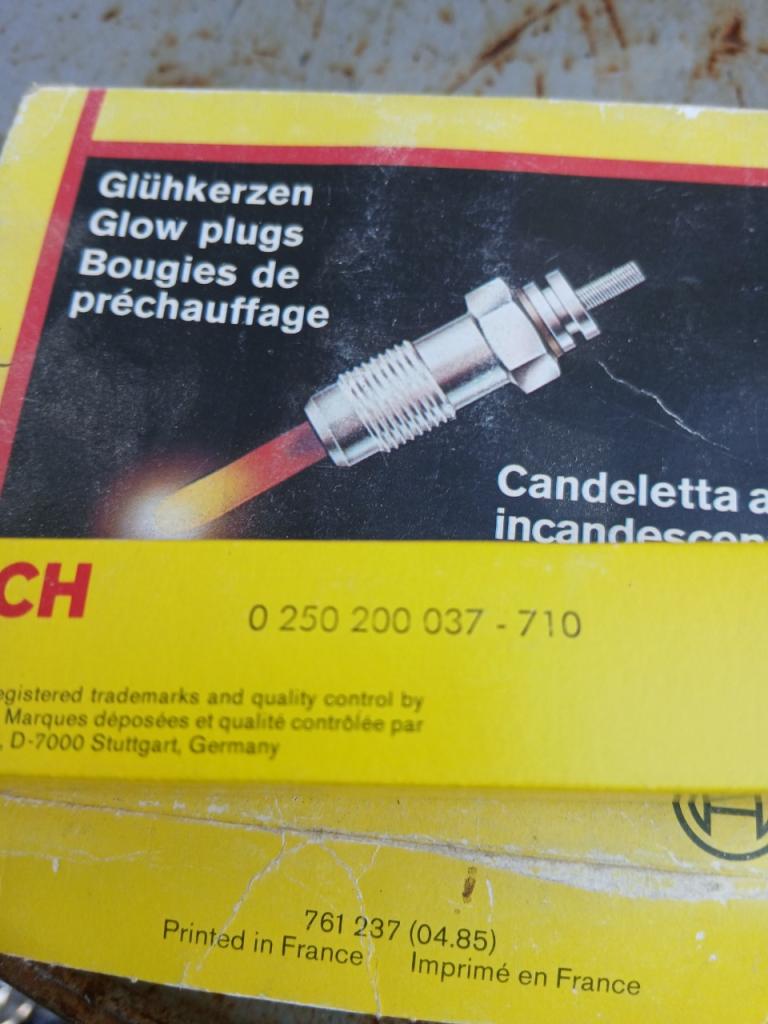 Glühkerzen
Glow plugs
Bougies de
préchauffage
Candeletta a
incandescen
CH
0 250 200 037 - 710
egistered trademarks and quality control by
Marques déposées et qualité contrôlée par
, D-7000 Stuttgart, Germany
761 237 (04.85)
Printed in France Imprimé en France